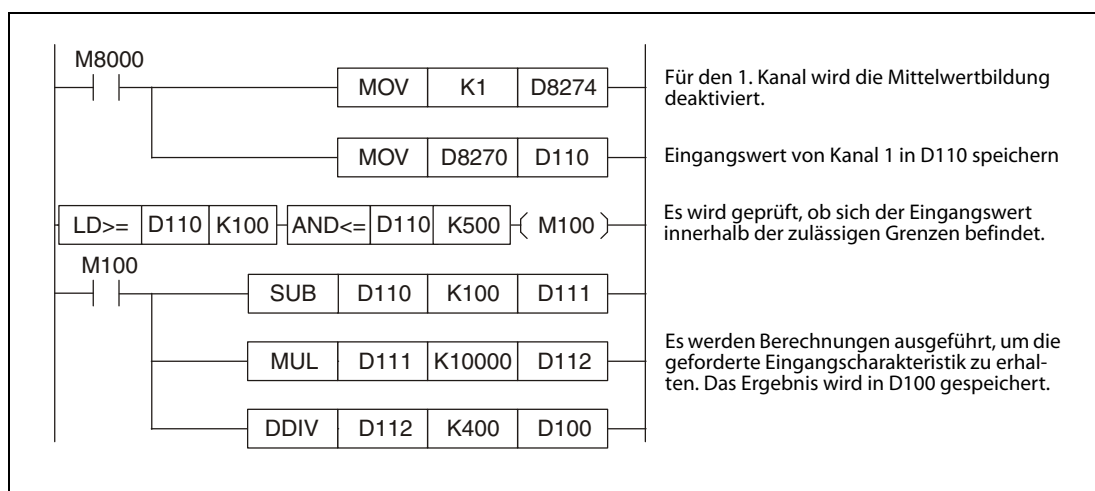 M8000
MOV K1 D8274
Für den 1. Kanal wird die Mittelwertbildung
deaktiviert.
MOV D8270 D110
Eingangswert von Kanal 1 in D110 speichern
LD>= D110 K100 AND<= D110 K500 M100
Es wird geprüft, ob sich der Eingangswert
innerhalb der zulässigen Grenzen befindet.
M100
SUB D110 K100 D111
MUL D111 K10000 D112
Es werden Berechnungen ausgeführt, um die
geforderte Eingangscharakteristik zu erhal-
ten. Das Ergebnis wird in D100 gespeichert.
DDIV D112 K400 D100